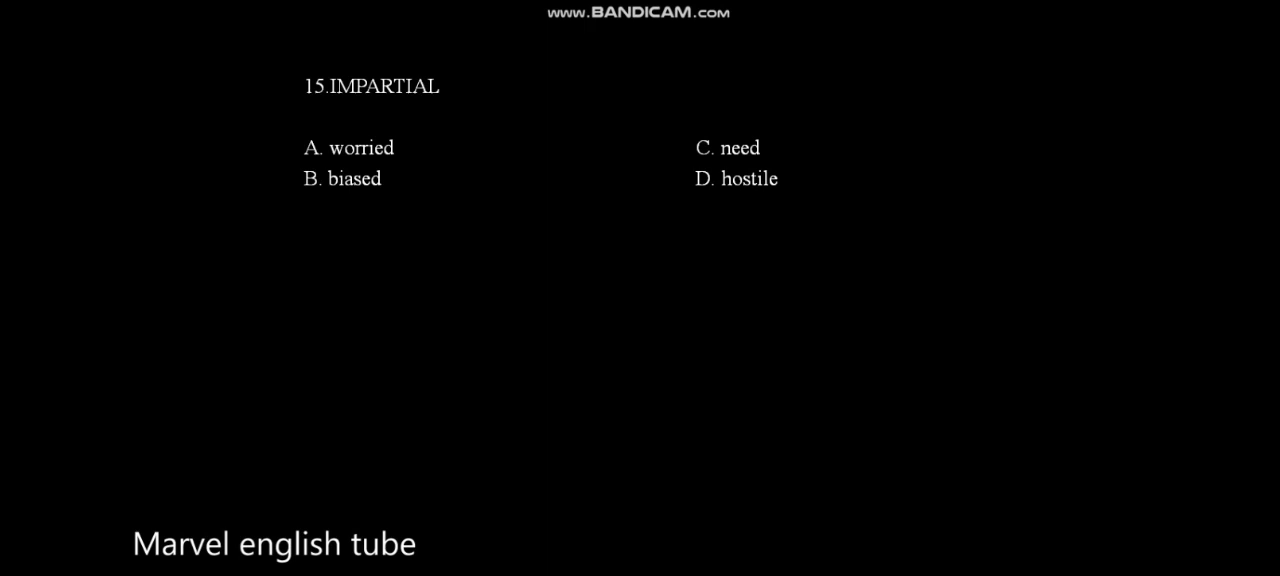 www.BANDICAM.com
15.IMPARTIAL
A. worried
C. need
B. biased
D. hostile
Marvel english tube